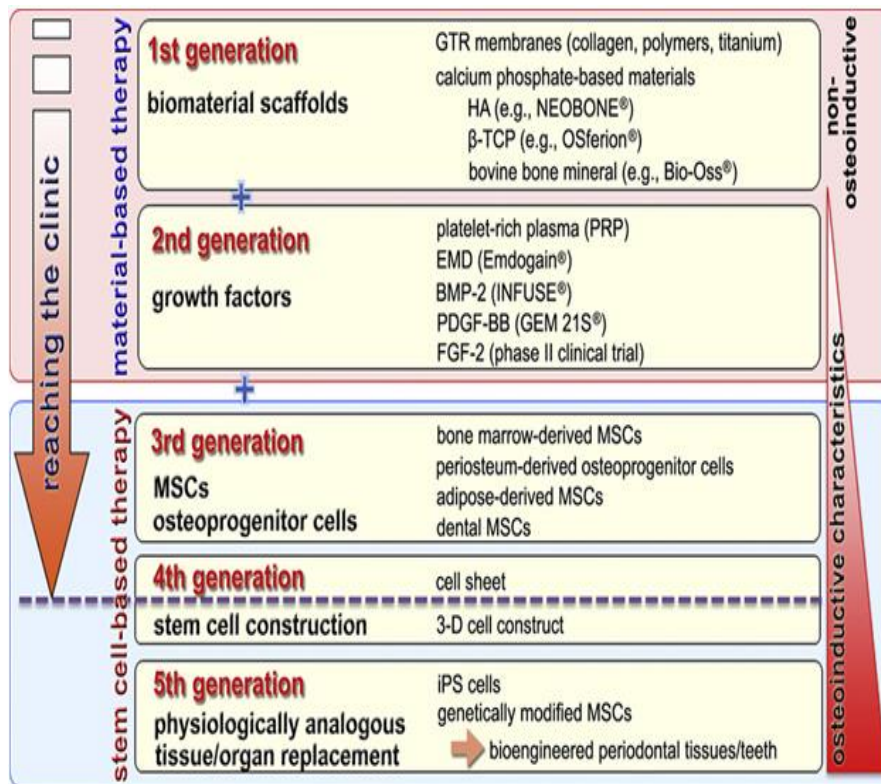 reaching the clinic
material-based therapy
1st generation
biomaterial scaffolds
GTR membranes (collagen, polymers, titanium)
calcium phosphate-based materials
HA (e.g., NEOBONE®)
β-TCP (e.g., OSferion®)
bovine bone mineral (e.g., Bio-Oss®)
non-
osteoinductive
+
2nd generation
growth factors
platelet-rich plasma (PRP)
EMD (Emdogain®)
BMP-2 (INFUSE®)
PDGF-BB (GEM 21S®)
FGF-2 (phase II clinical trial)
+
stem cell-based therapy
3rd generation
MSCs
osteoprogenitor cells
bone marrow-derived MSCs
periosteum-derived osteoprogenitor cells
adipose-derived MSCs
dental MSCs
osteoinductive characteristics
4th generation
cell sheet
stem cell construction
3-D cell construct
5th generation
physiologically analogous
tissue/organ replacement
iPS cells
genetically modified MSCs
bioengineered periodontal tissues/teeth